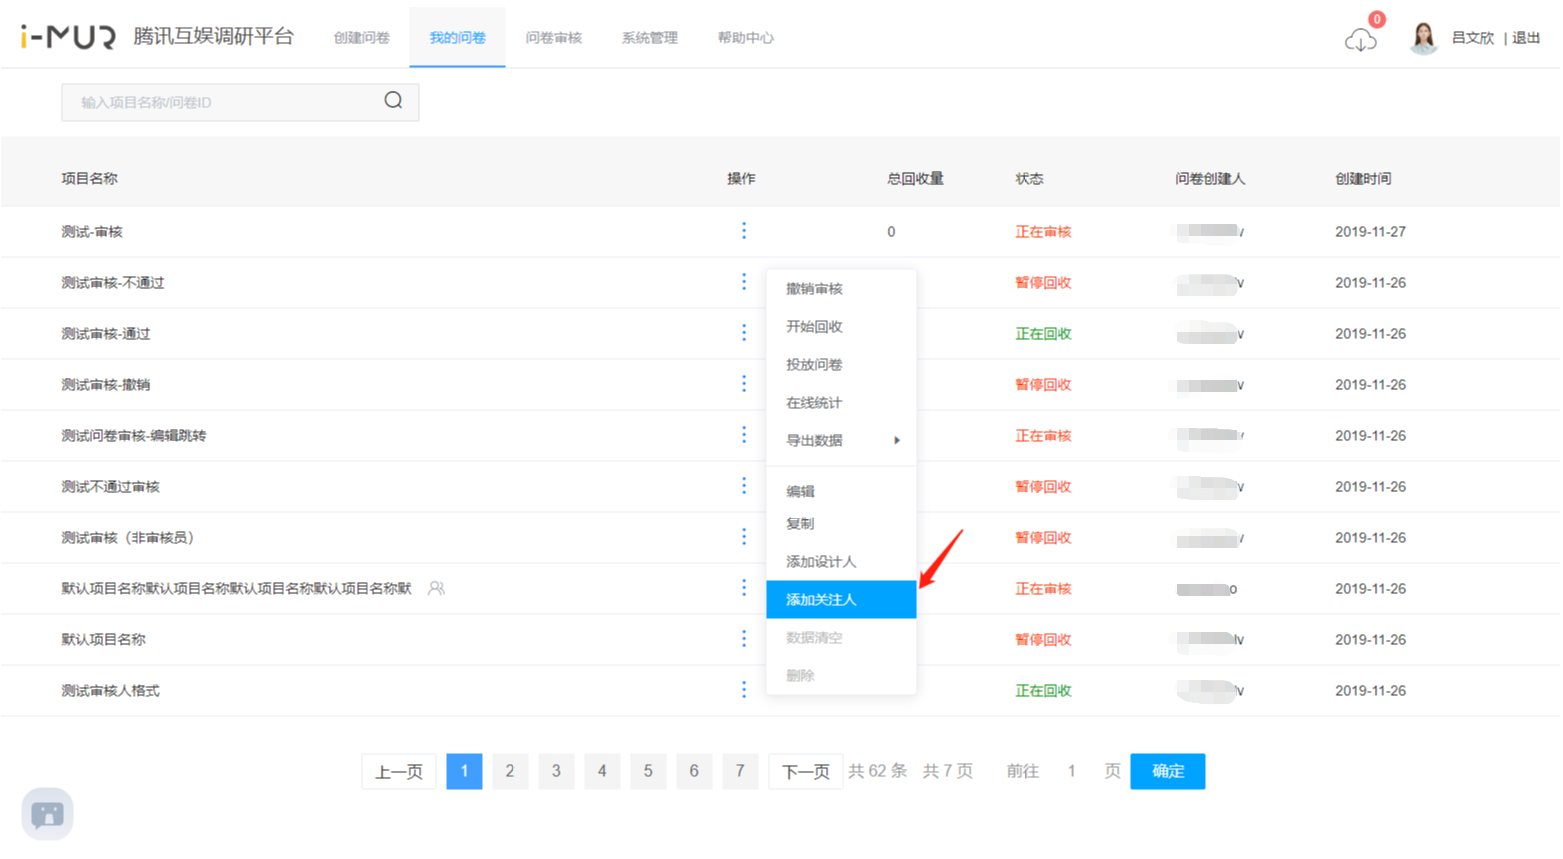 i-MUR 腾讯互娱调研平台 创建问卷 我的问卷 问卷审核 系统管理 帮助中心 0 吕文欣 | 退出
输入项目名称/问卷ID
项目名称 操作 总回收量 状态 问卷创建人 创建时间
测试-审核 0 正在审核 v 2019-11-27
测试审核-不通过 暂停回收 v 2019-11-26
测试审核-通过 正在回收 v 2019-11-26
测试审核-撤销 暂停回收 v 2019-11-26
测试问卷审核-编辑跳转 正在审核 2019-11-26
测试不通过审核 暂停回收 v 2019-11-26
测试审核（非审核员） 暂停回收 2019-11-26
默认项目名称默认项目名称默认项目名称默认项目名称默 正在审核 o 2019-11-26
默认项目名称 暂停回收 lv 2019-11-26
测试审核人格式 正在回收 lv 2019-11-26
撤销审核
开始回收
投放问卷
在线统计
导出数据
编辑
复制
添加设计人
添加关注人
数据清空
删除
上一页 1 2 3 4 5 6 7 下一页 共 62 条 共 7 页 前往 1 页 确定